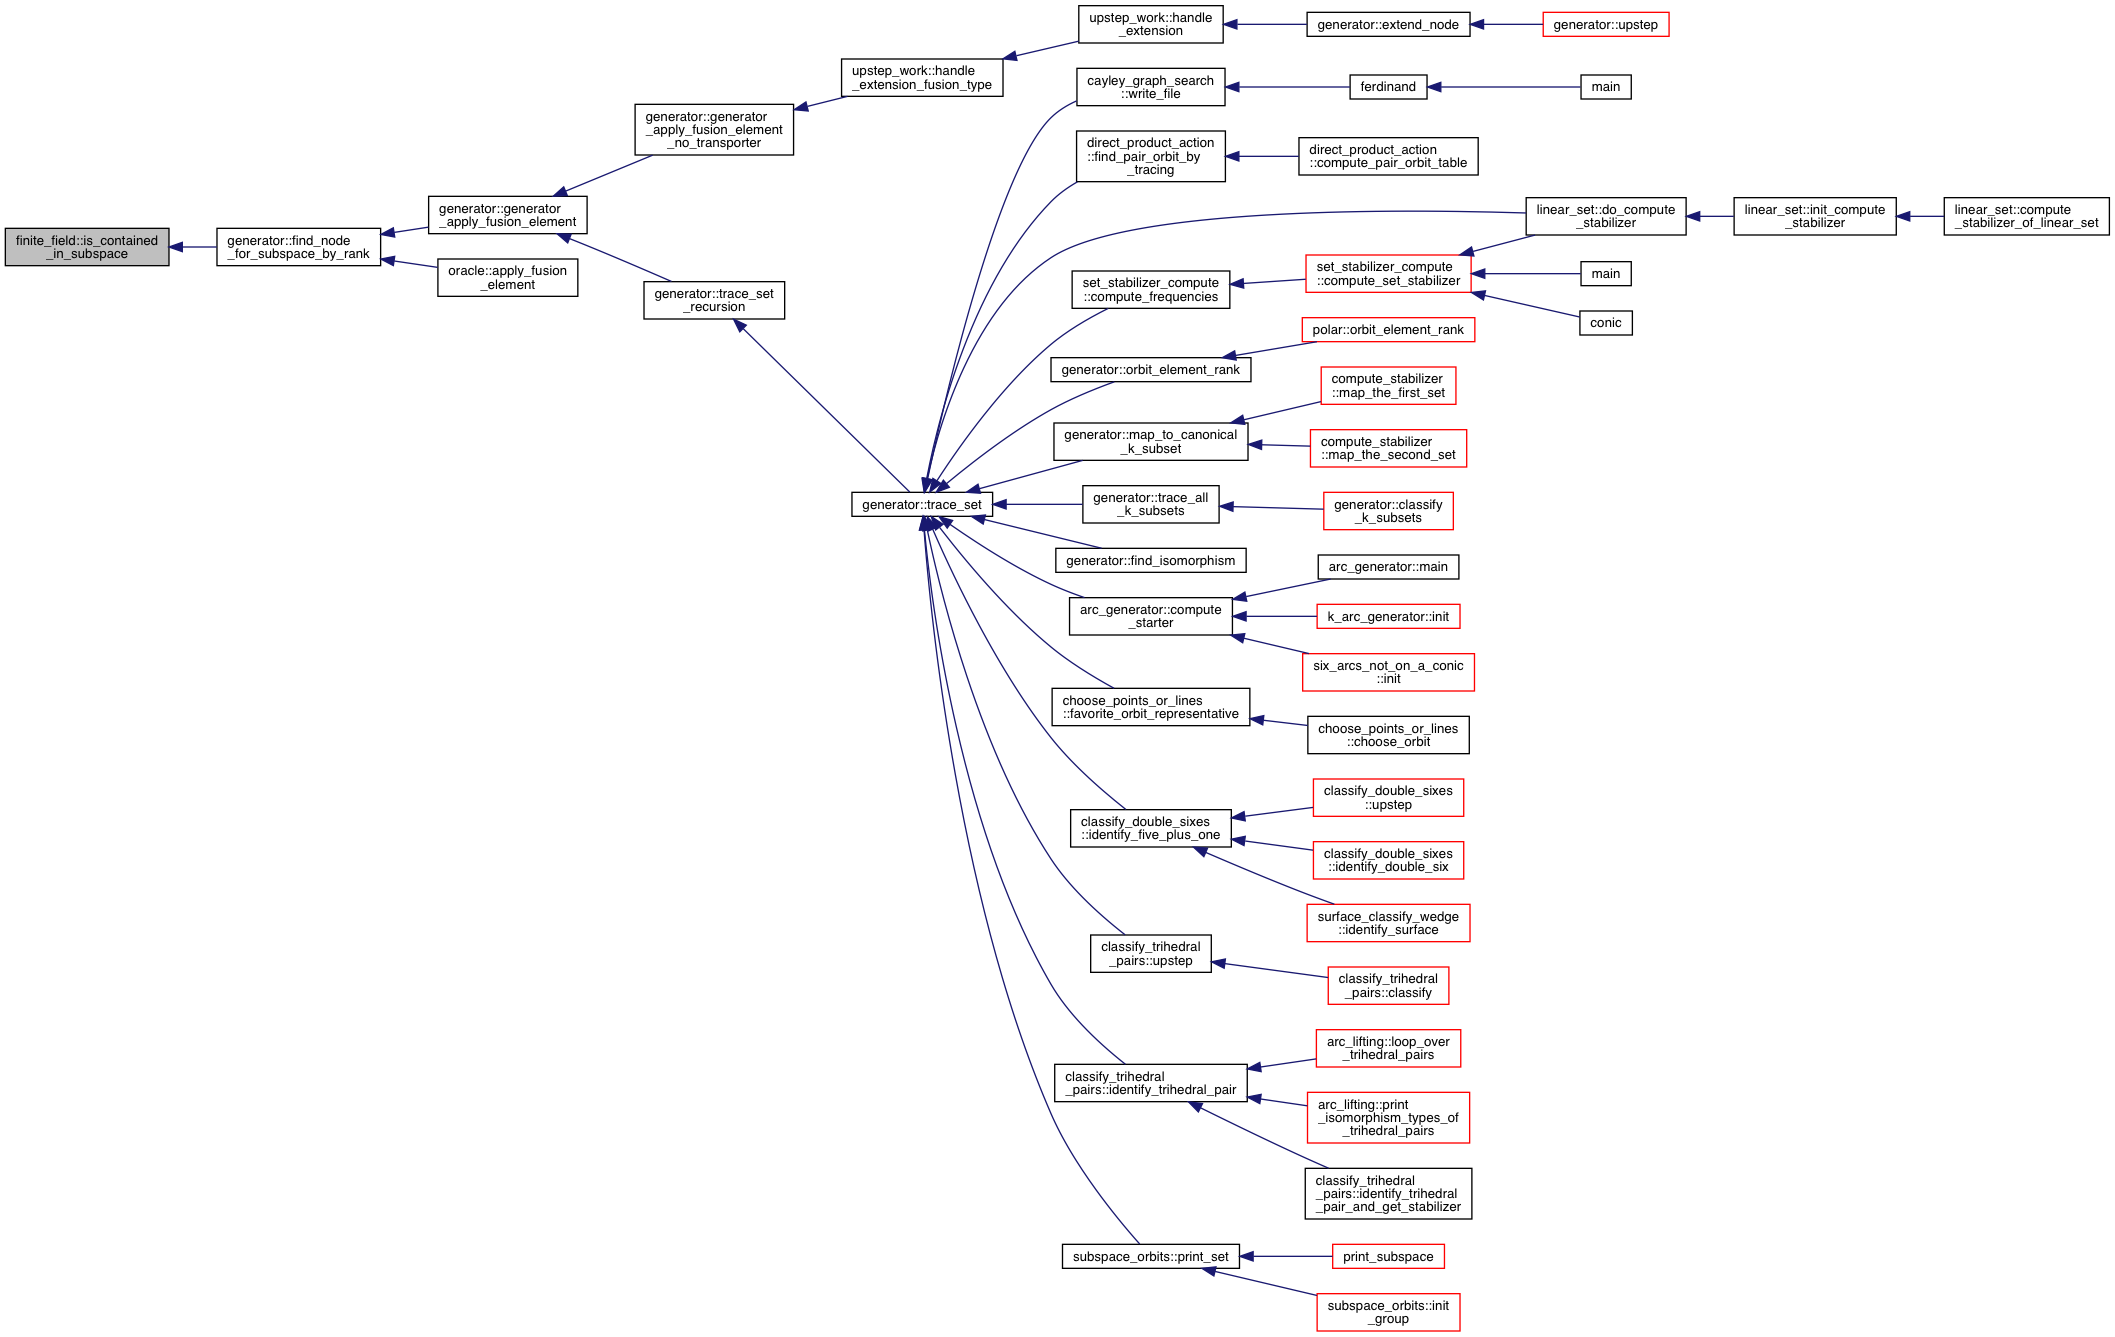 finite_field::is_contained
_in_subspace
generator::find_node
_for_subspace_by_rank
generator::generator
_apply_fusion_element
oracle::apply_fusion
_element
generator::generator
_apply_fusion_element
_no_transporter
generator::trace_set
_recursion
upstep_work::handle
_extension_fusion_type
generator::trace_set
upstep_work::handle
_extension
generator::extend_node
generator::upstep
cayley_graph_search
::write_file
ferdinand
main
direct_product_action
::find_pair_orbit_by
_tracing
direct_product_action
::compute_pair_orbit_table
linear_set::do_compute
_stabilizer
linear_set::init_compute
_stabilizer
linear_set::compute
_stabilizer_of_linear_set
set_stabilizer_compute
::compute_frequencies
set_stabilizer_compute
::compute_set_stabilizer
main
conic
generator::orbit_element_rank
polar::orbit_element_rank
generator::map_to_canonical
_k_subset
compute_stabilizer
::map_the_first_set
compute_stabilizer
::map_the_second_set
generator::trace_all
_k_subsets
generator::classify
_k_subsets
generator::find_isomorphism
arc_generator::compute
_starter
arc_generator::main
k_arc_generator::init
six_arcs_not_on_a_conic
::init
choose_points_or_lines
::favorite_orbit_representative
choose_points_or_lines
::choose_orbit
classify_double_sixes
::identify_five_plus_one
classify_double_sixes
::upstep
classify_double_sixes
::identify_double_six
surface_classify_wedge
::identify_surface
classify_trihedral
_pairs::upstep
classify_trihedral
_pairs::classify
classify_trihedral
_pairs::identify_trihedral_pair
arc_lifting::loop_over
_trihedral_pairs
arc_lifting::print
_isomorphism_types_of
_trihedral_pairs
classify_trihedral
_pairs::identify_trihedral
_pair_and_get_stabilizer
subspace_orbits::print_set
print_subspace
subspace_orbits::init
_group